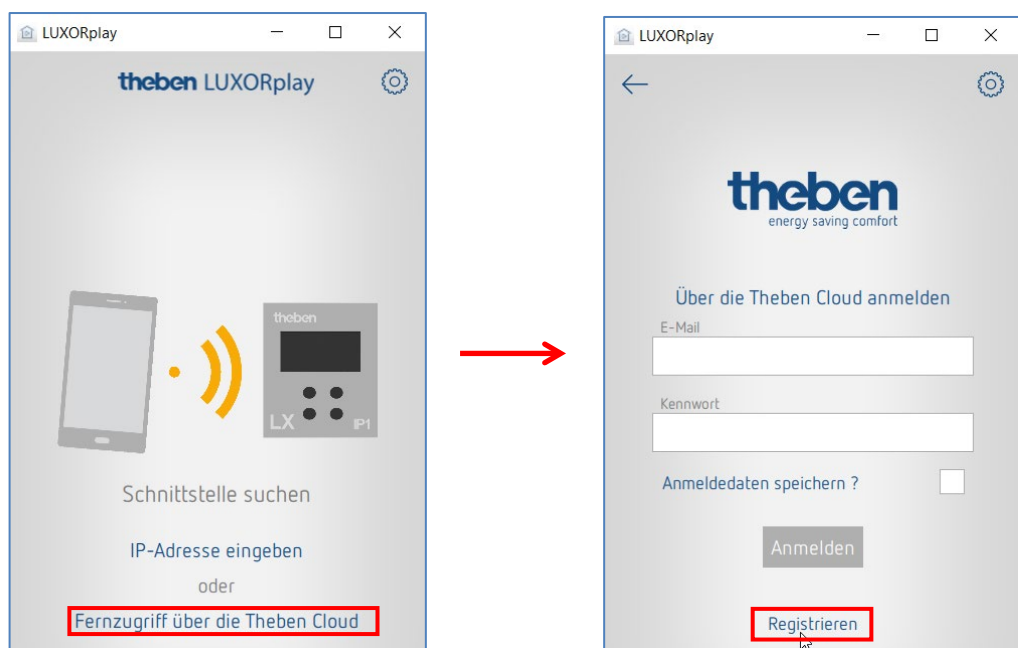 LUXORplay
theben LUXORplay
theben
LX
IP1
Schnittstelle suchen
IP-Adresse eingeben
oder
Fernzugriff über die Theben Cloud
LUXORplay
theben
energy saving comfort
Über die Theben Cloud anmelden
E-Mail
Kennwort
Anmeldedaten speichern ?
Anmelden
Registrieren